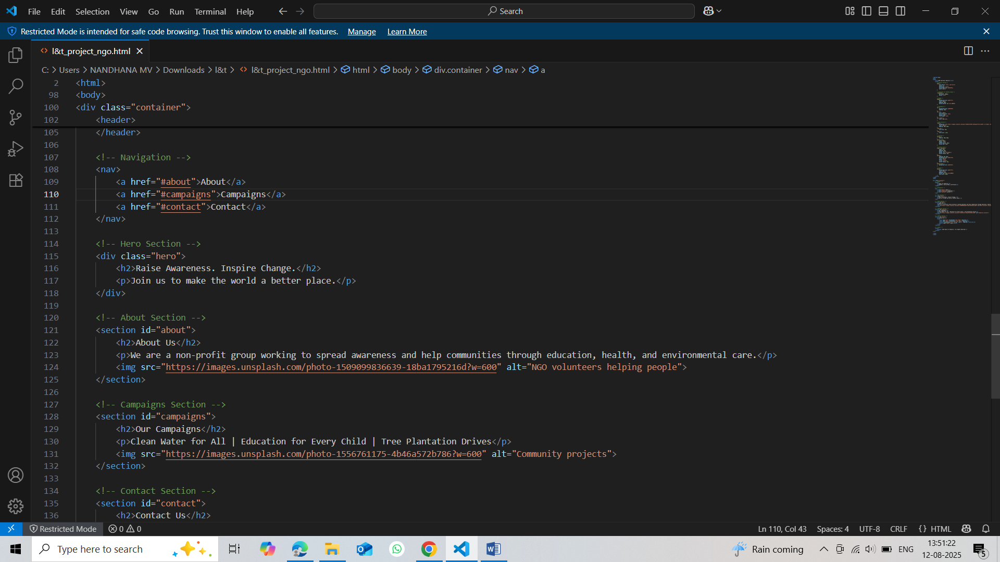 File Edit Selection View Go Run Terminal Help
Search
Restricted Mode is intended for safe code browsing. Trust this window to enable all features. Manage Learn More
l&t_project_ngo.html
C: > Users > NANDHANA MV > Downloads > l&t > l&t_project_ngo.html > html > body > div.container > nav > a
2 <html>
98 <body>
100 <div class="container">
102 <header>
105 </header>
106
107 <!-- Navigation -->
108 <nav>
109 <a href="#about">About</a>
110 <a href="#campaigns">Campaigns</a>
111 <a href="#contact">Contact</a>
112 </nav>
113
114 <!-- Hero Section -->
115 <div class="hero">
116 <h2>Raise Awareness. Inspire Change.</h2>
117 <p>Join us to make the world a better place.</p>
118 </div>
119
120 <!-- About Section -->
121 <section id="about">
122 <h2>About Us</h2>
123 <p>We are a non-profit group working to spread awareness and help communities through education, health, and environmental care.</p>
124 <img src="https://images.unsplash.com/photo-1509099836639-18ba1795216d?w=600" alt="NGO volunteers helping people">
125 </section>
126
127 <!-- Campaigns Section -->
128 <section id="campaigns">
129 <h2>Our Campaigns</h2>
130 <p>Clean Water for All | Education for Every Child | Tree Plantation Drives</p>
131 <img src="https://images.unsplash.com/photo-1556761175-4b46a572b786?w=600" alt="Community projects">
132 </section>
133
134 <!-- Contact Section -->
135 <section id="contact">
136 <h2>Contact Us</h2>
Restricted Mode 0 0 Ln 110, Col 43 Spaces: 4 UTF-8 CRLF {} HTML
Type here to search
Rain coming
ENG
13:51:22
12-08-2025
5